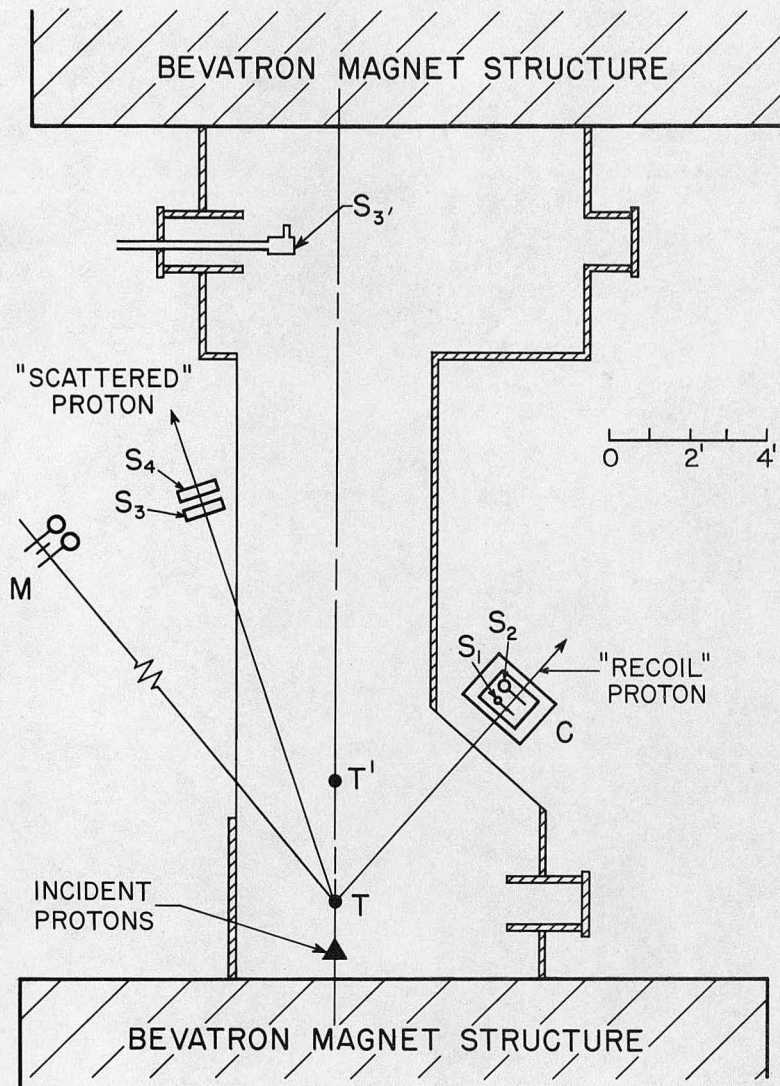 BEVATRON MAGNET STRUCTURE
S3'
"SCATTERED"
PROTON
0 2' 4'
S4
S3
M
S2
S1
"RECOIL"
PROTON
C
T'
T
INCIDENT
PROTONS
BEVATRON MAGNET STRUCTURE